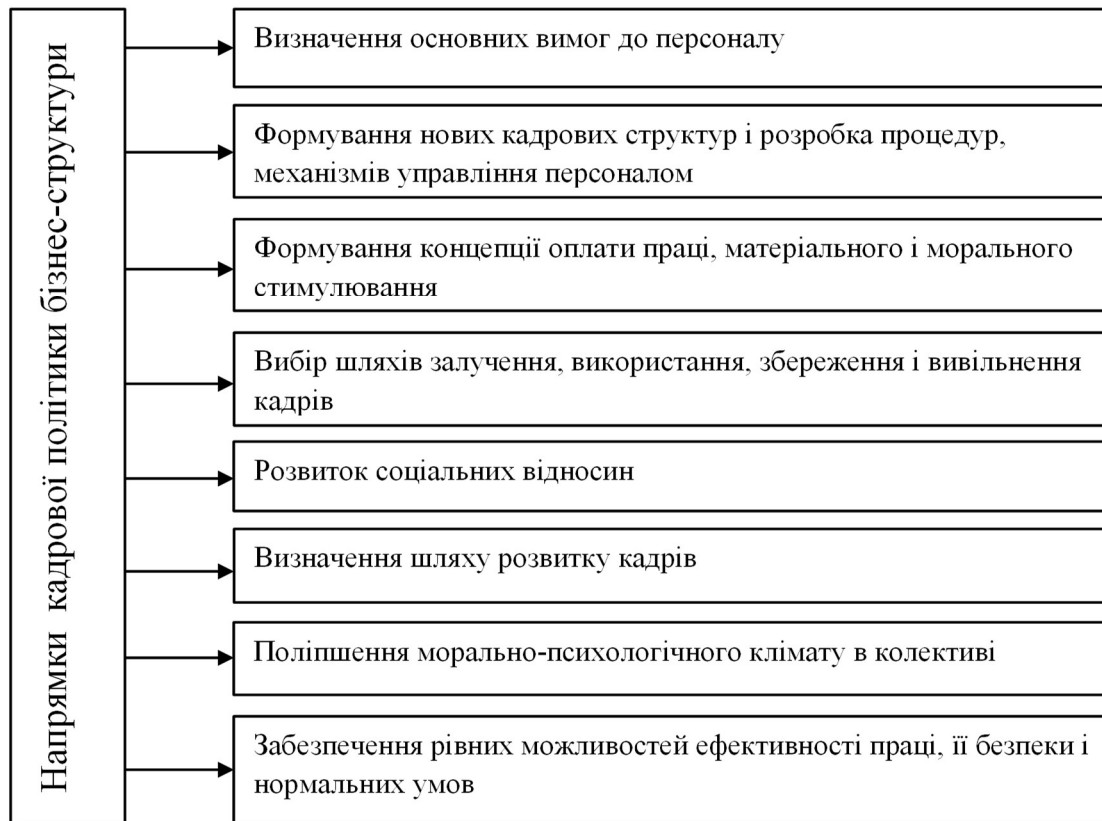 Напрямки кадрової політики бізнес-структури
Визначення основних вимог до персоналу
Формування нових кадрових структур і розробка процедур,
механізмів управління персоналом
Формування концепції оплати праці, матеріального і морального
стимулювання
Вибір шляхів залучення, використання, збереження і вивільнення
кадрів
Розвиток соціальних відносин
Визначення шляху розвитку кадрів
Поліпшення морально-психологічного клімату в колективі
Забезпечення рівних можливостей ефективності праці, її безпеки і
нормальних умов